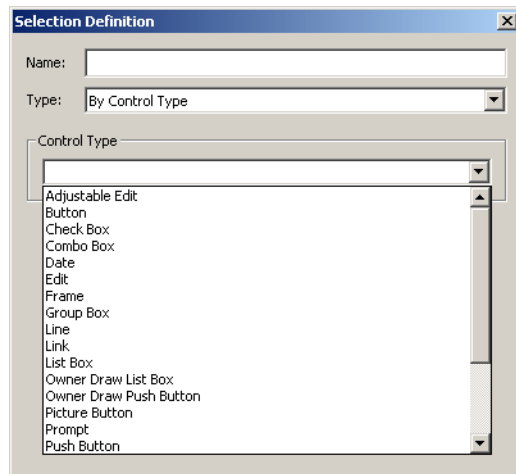 Selection Definition
Name:
Type: By Control Type
Control Type
Adjustable Edit
Button
Check Box
Combo Box
Date
Edit
Frame
Group Box
Line
Link
List Box
Owner Draw List Box
Owner Draw Push Button
Picture Button
Prompt
Push Button